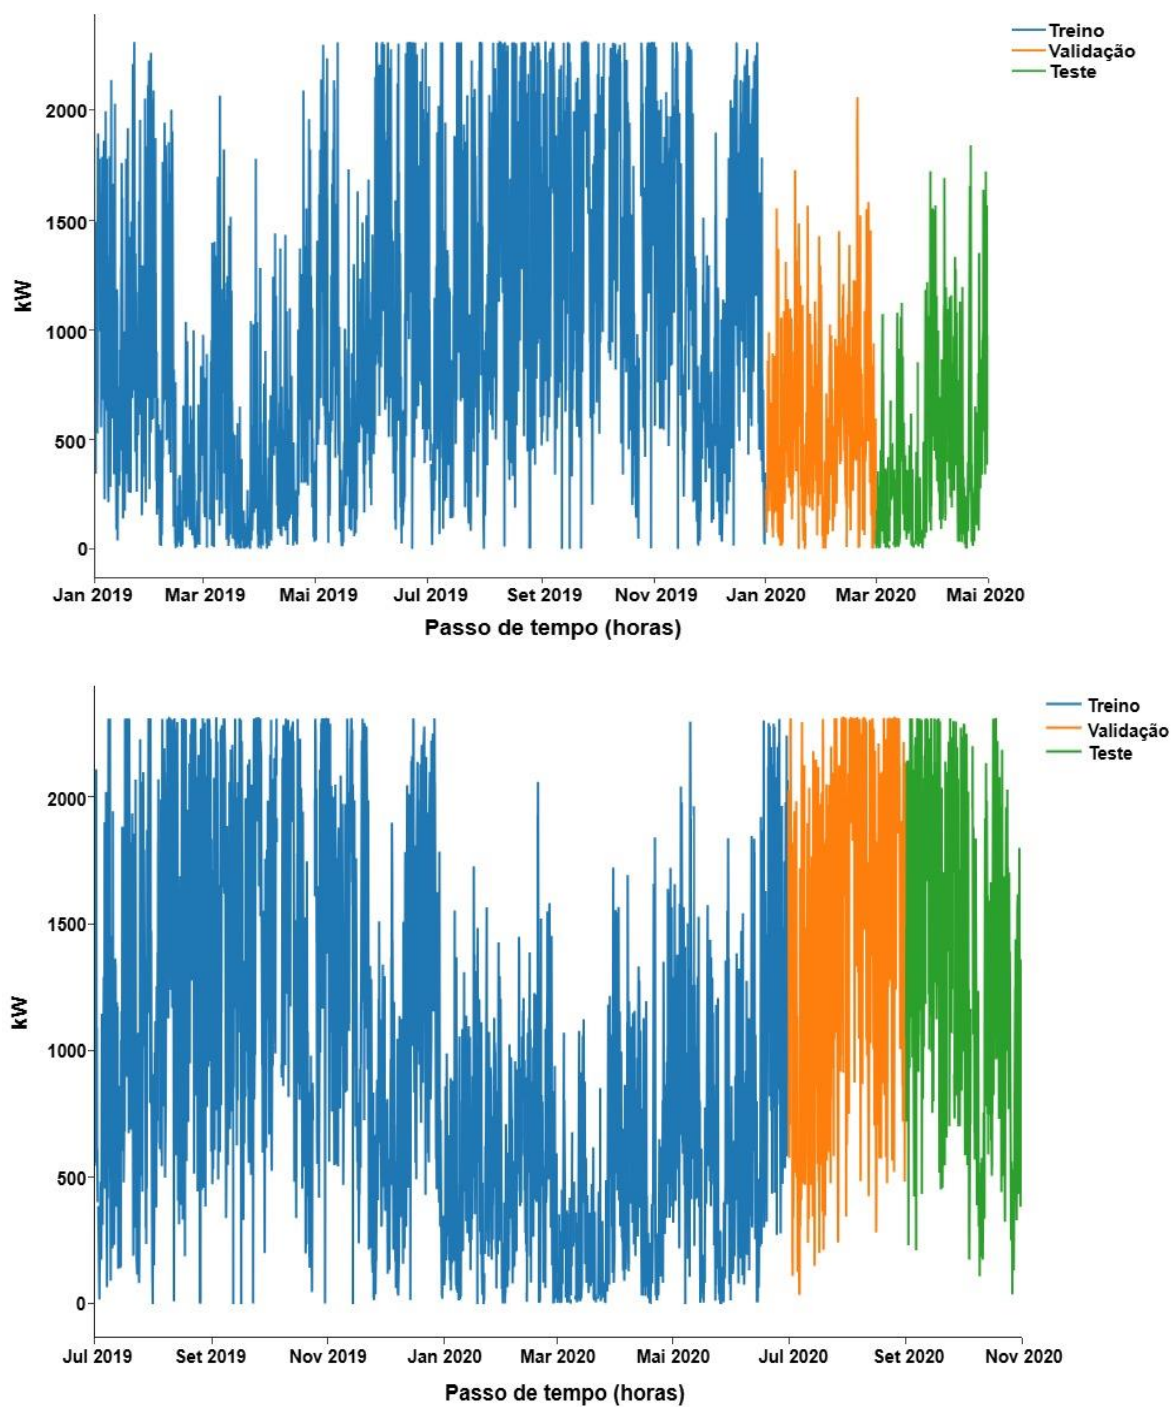 Treino
Validação
Teste
2000
1500
1000
500
0
kW
Jan 2019 Mar 2019 Mai 2019 Jul 2019 Set 2019 Nov 2019 Jan 2020 Mar 2020 Mai 2020
Passo de tempo (horas)
Treino
Validação
Teste
2000
1500
1000
500
0
kW
Jul 2019 Set 2019 Nov 2019 Jan 2020 Mar 2020 Mai 2020 Jul 2020 Set 2020 Nov 2020
Passo de tempo (horas)